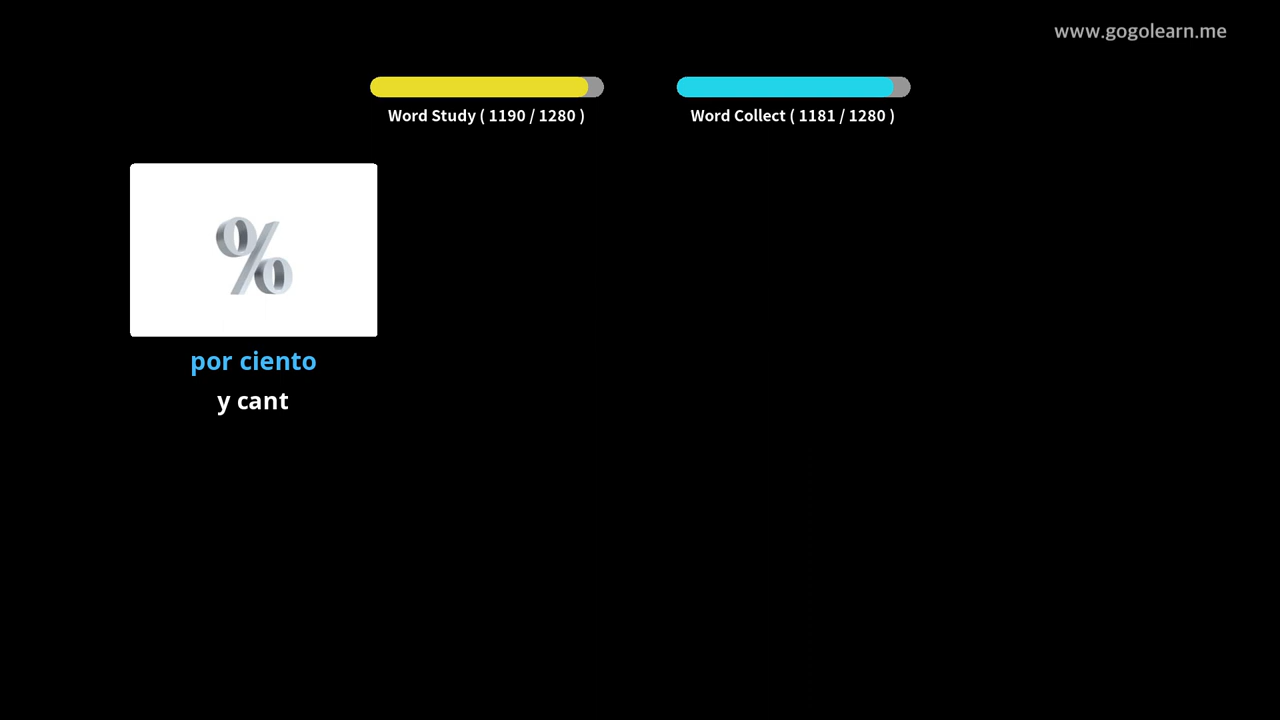 www.gogolearn.me
Word Study ( 1190 / 1280 )
Word Collect ( 1181 / 1280 )
%
por ciento
y cant